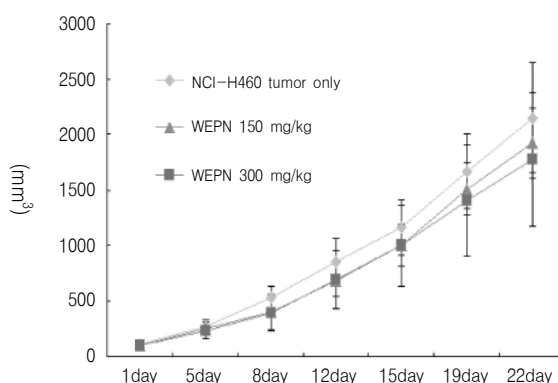 3000
2500
2000
1500
1000
500
0
(mm³)
NCI-H460 tumor only
WEPN 150 mg/kg
WEPN 300 mg/kg
1day 5day 8day 12day 15day 19day 22day